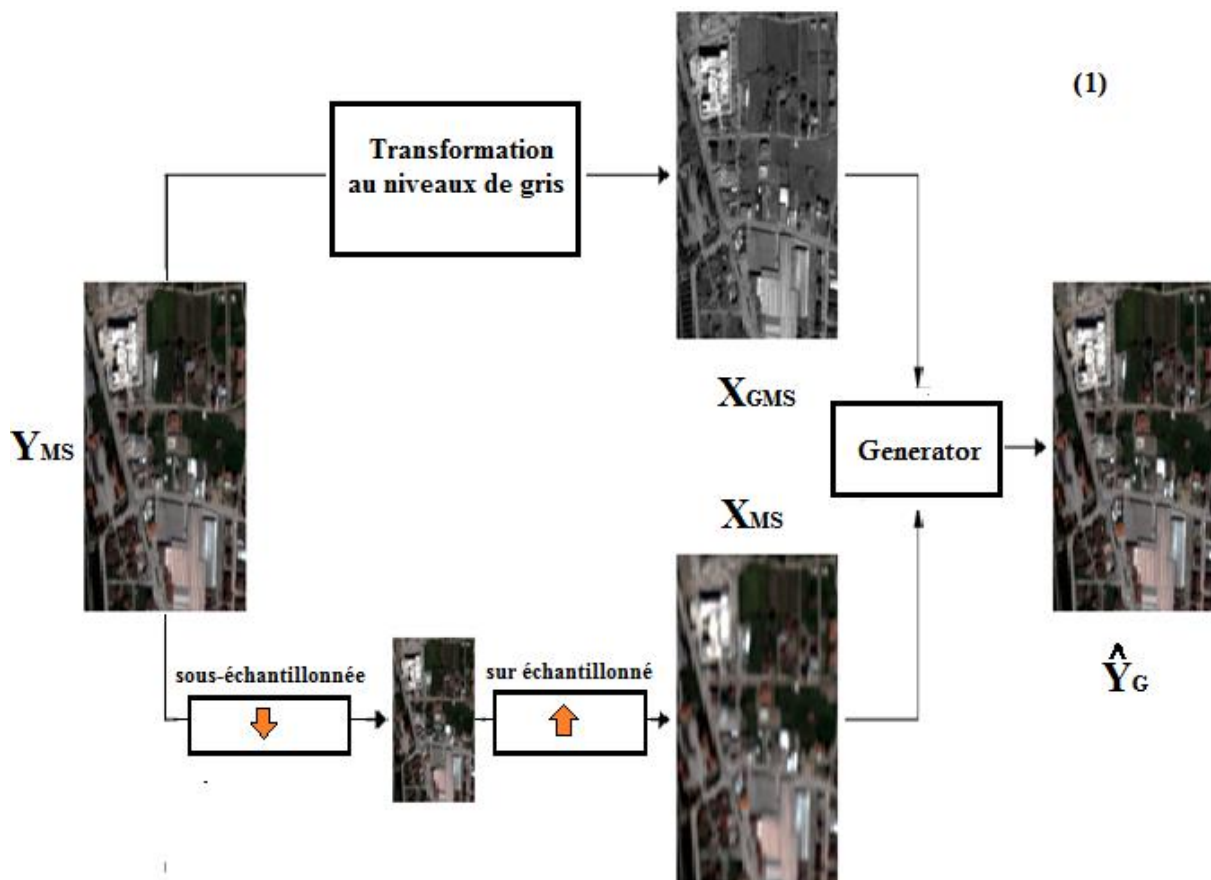 (1)
Transformation
au niveaux de gris
XGMS
YMS
Generator
XMS
sous-échantillonnée
sur échantillonné
ŶG